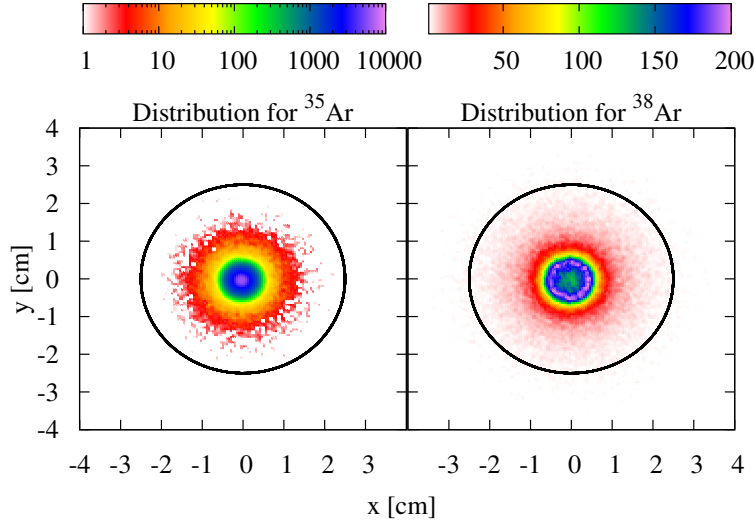 1 10 100 1000 10000 50 100 150 200
Distribution for ³⁵Ar Distribution for ³⁸Ar
4
3
2
1
0
-1
-2
-3
-4
y [cm]
-4 -3 -2 -1 0 1 2 3 -3 -2 -1 0 1 2 3 4
x [cm]